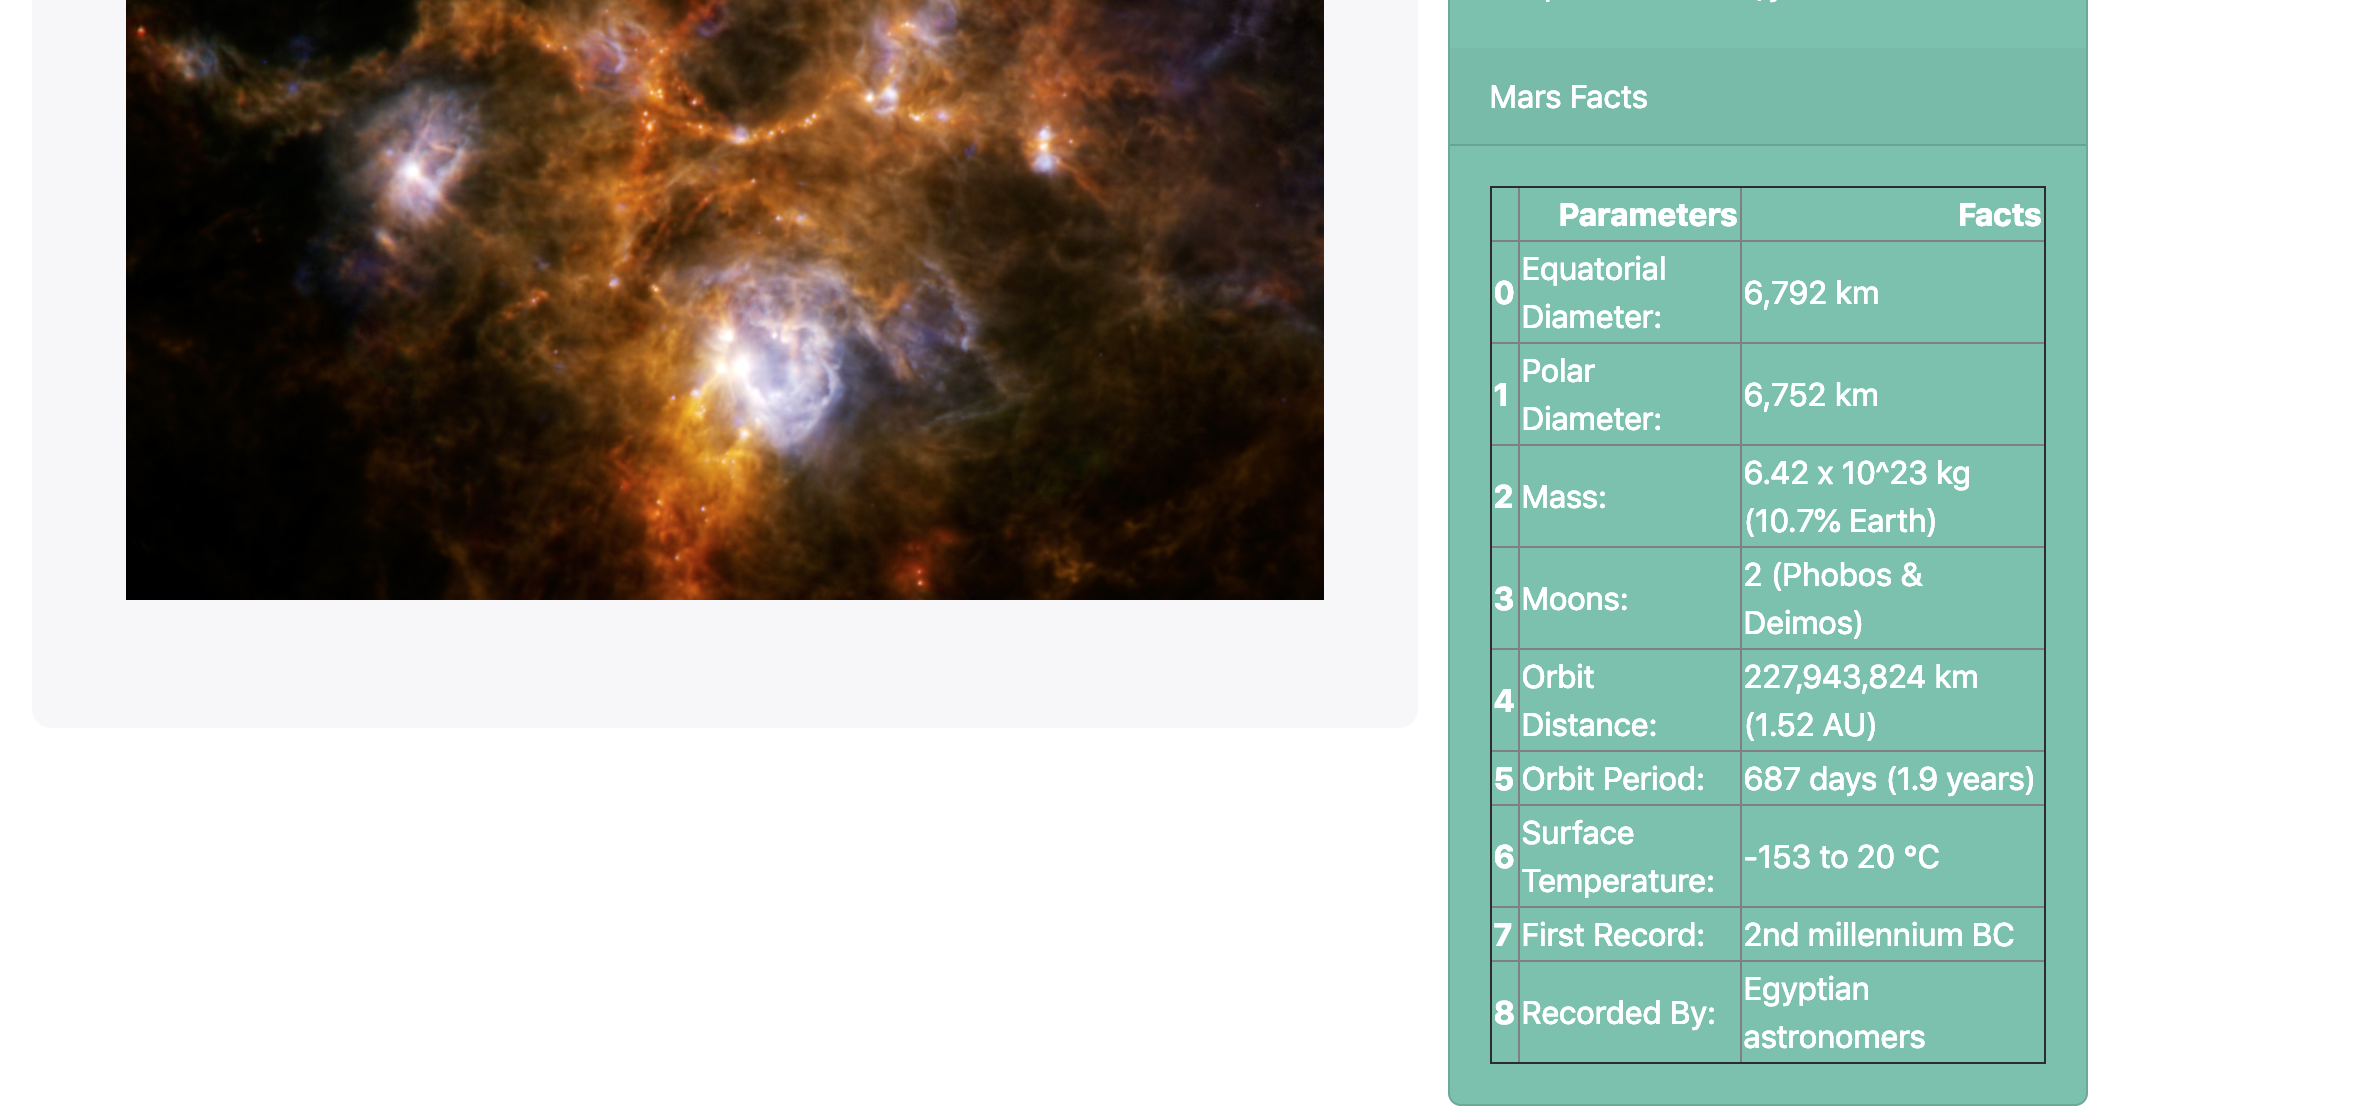 Mars Facts
Parameters Facts
0 Equatorial Diameter: 6,792 km
1 Polar Diameter: 6,752 km
2 Mass: 6.42 x 10^23 kg (10.7% Earth)
3 Moons: 2 (Phobos & Deimos)
4 Orbit Distance: 227,943,824 km (1.52 AU)
5 Orbit Period: 687 days (1.9 years)
6 Surface Temperature: -153 to 20 °C
7 First Record: 2nd millennium BC
8 Recorded By: Egyptian astronomers